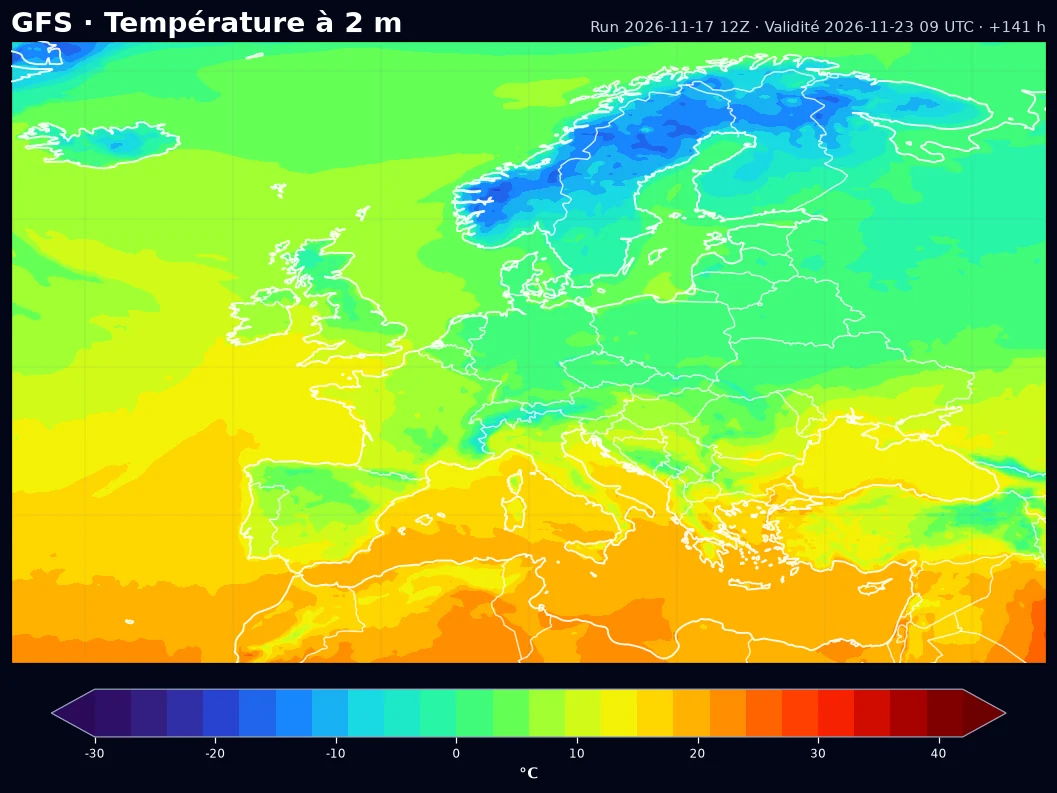 GFS · Température à 2 m
Run 2026-11-17 12Z · Validité 2026-11-23 09 UTC · +141 h
-30 -20 -10 0 10 20 30 40
°C